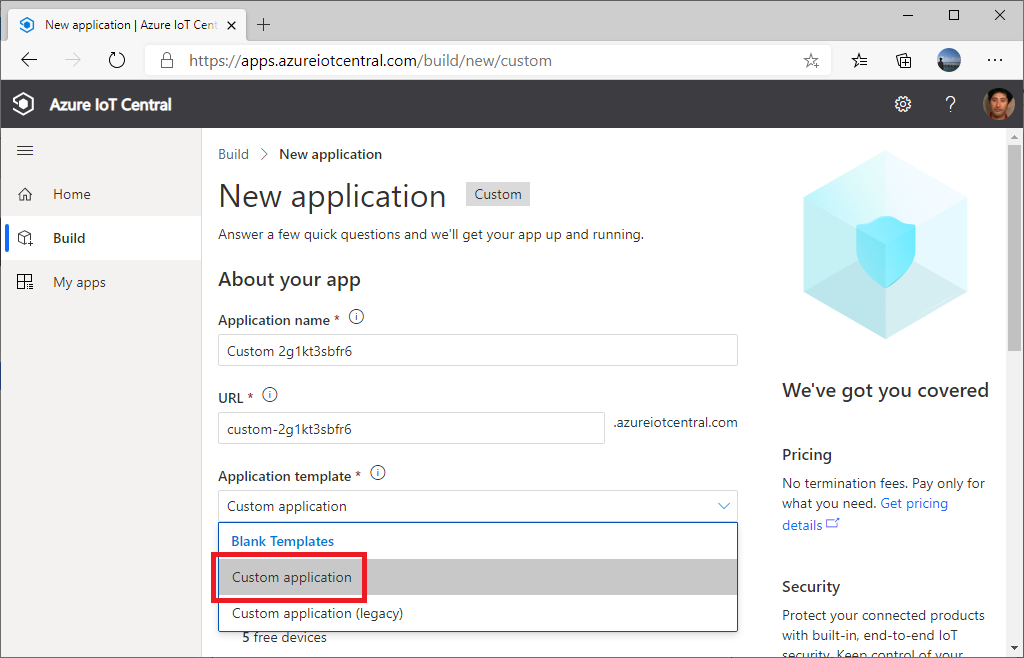 New application | Azure IoT Cent
https://apps.azureiotcentral.com/build/new/custom
Azure IoT Central
?
Home
Build
My apps
Build > New application
New application Custom
Answer a few quick questions and we'll get your app up and running.
About your app
Application name *
Custom 2g1kt3sbfr6
URL *
custom-2g1kt3sbfr6 .azureiotcentral.com
Application template *
Custom application
Blank Templates
Custom application
Custom application (legacy)
5 free devices
We've got you covered
Pricing
No termination fees. Pay only for
what you need. Get pricing
details
Security
Protect your connected products
with built-in, end-to-end IoT
security. Keep control of your